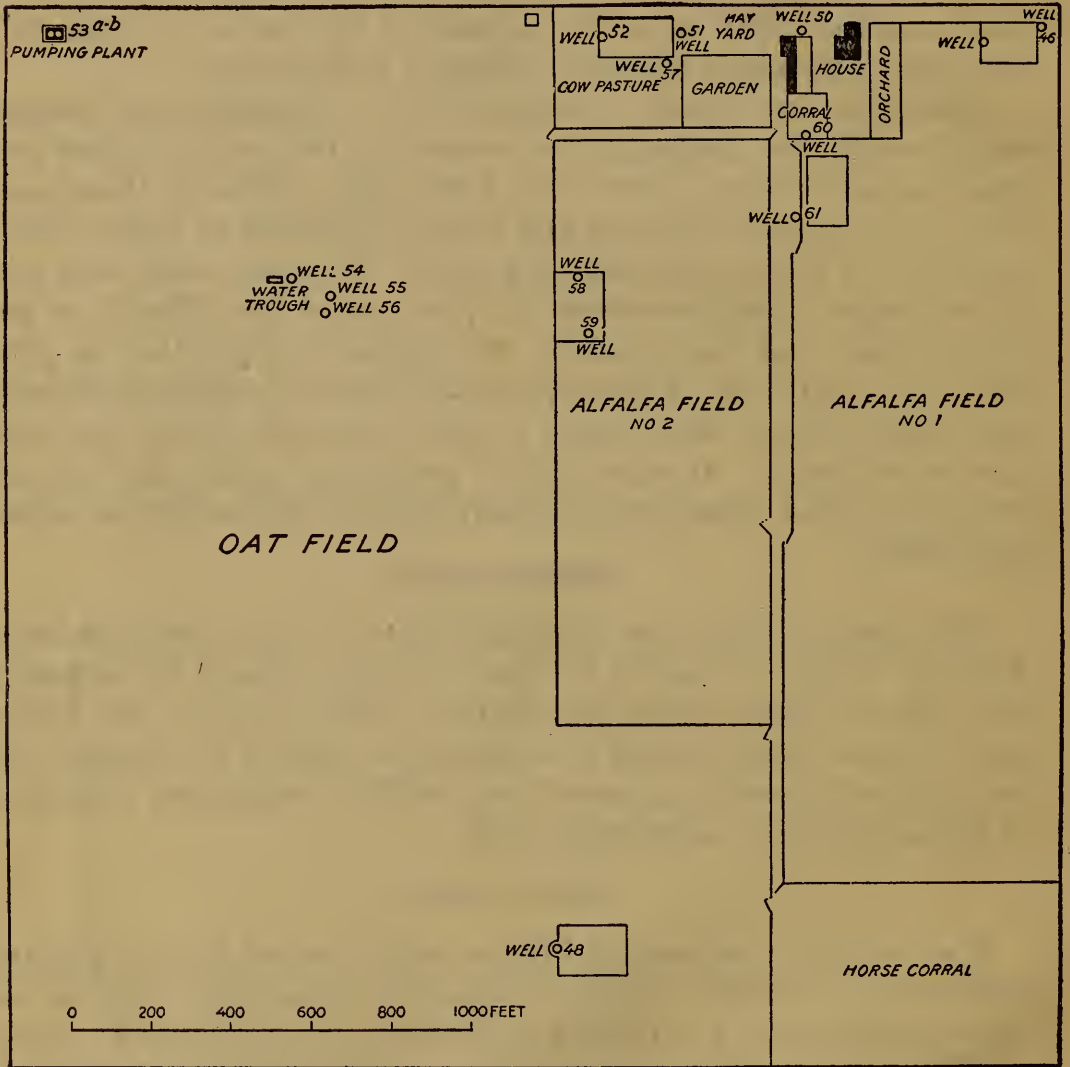 53 a-b
PUMPING PLANT
WELL 52
51
WELL
WELL
57
COW PASTURE
HAY
YARD
GARDEN
WELL 50
HOUSE
CORRAL
60
WELL
ORCHARD
WELL
WELL
46
WELL 61
WELL 54
WATER
TROUGH
WELL 55
WELL 56
WELL
58
59
WELL
ALFALFA FIELD
NO 2
ALFALFA FIELD
NO 1
OAT FIELD
WELL 48
HORSE CORRAL
0 200 400 600 800 1000 FEET